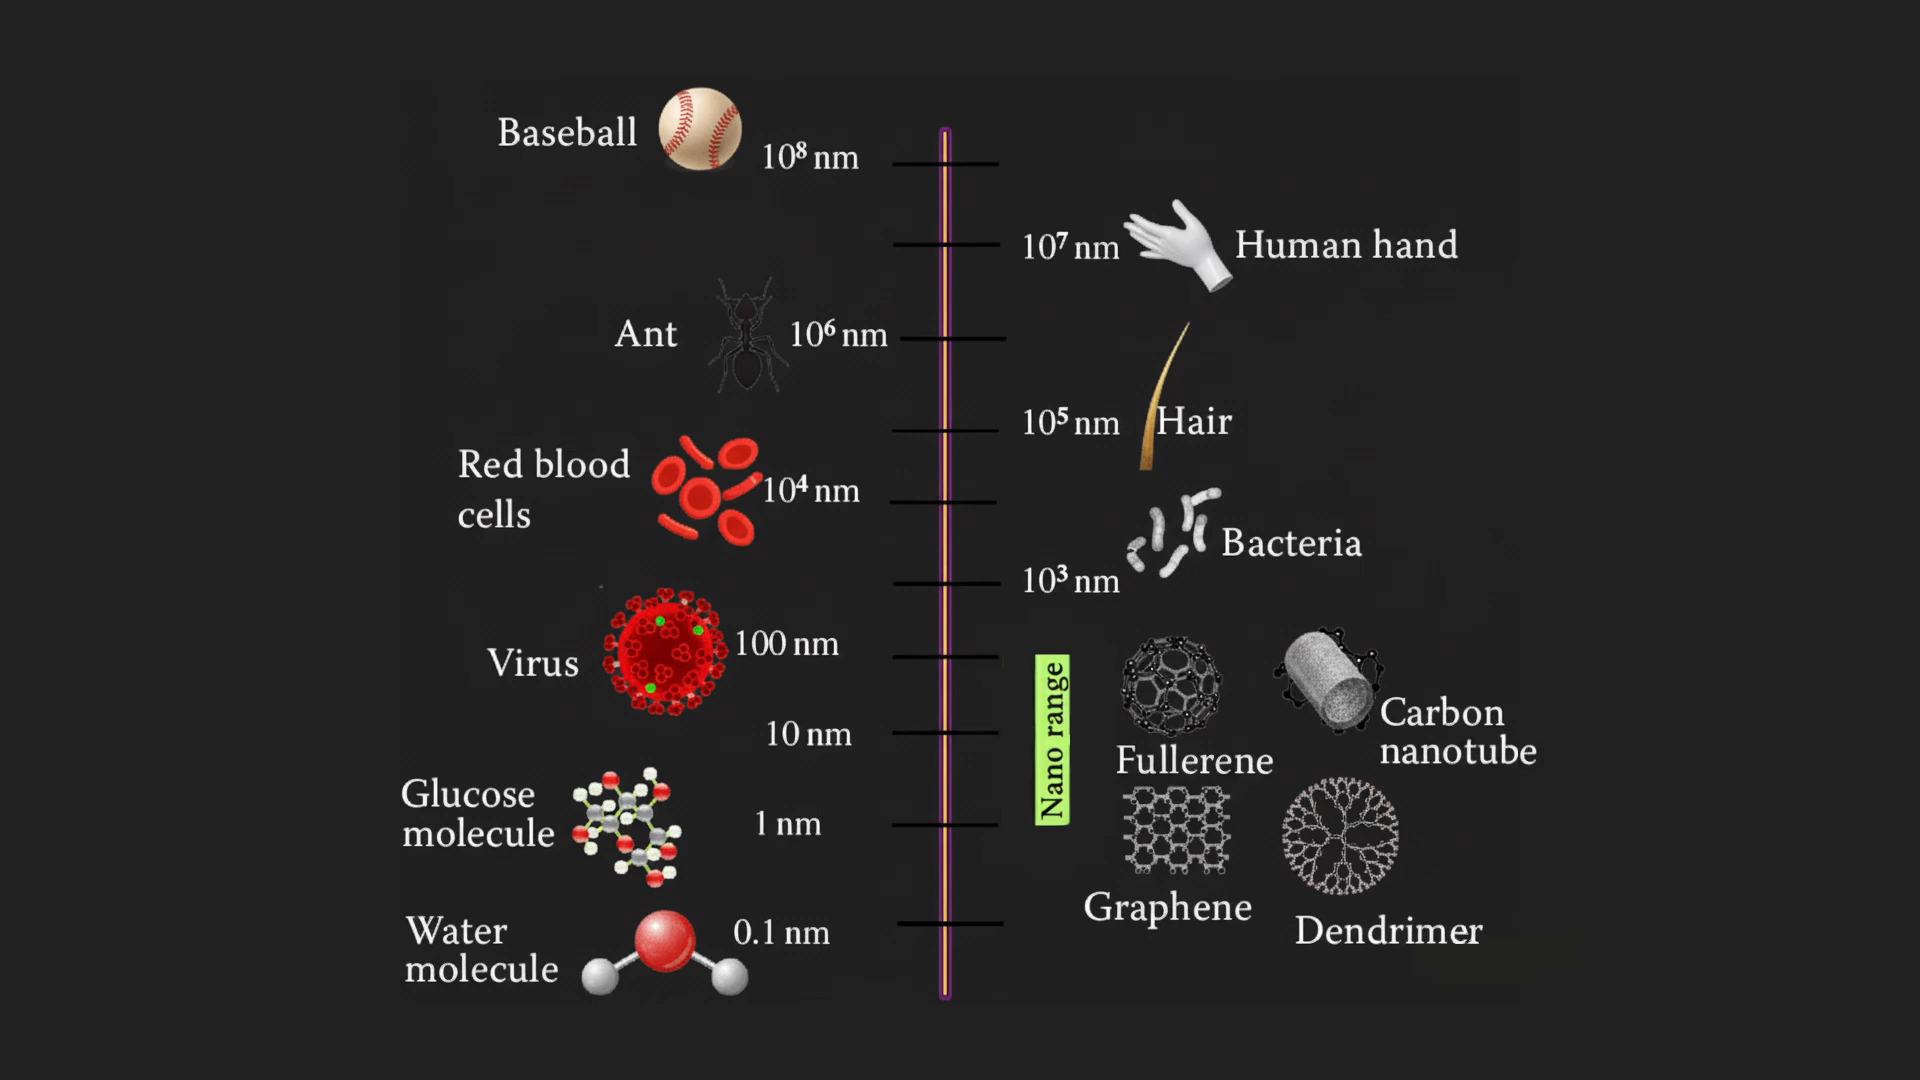 Baseball
10⁸ nm
10⁷ nm
Human hand
Ant
10⁶ nm
10⁵ nm
Hair
Red blood
cells
10⁴ nm
Bacteria
10³ nm
Virus
100 nm
Nano range
Fullerene
Carbon
nanotube
10 nm
Glucose
molecule
1 nm
Graphene
Dendrimer
Water
molecule
0.1 nm